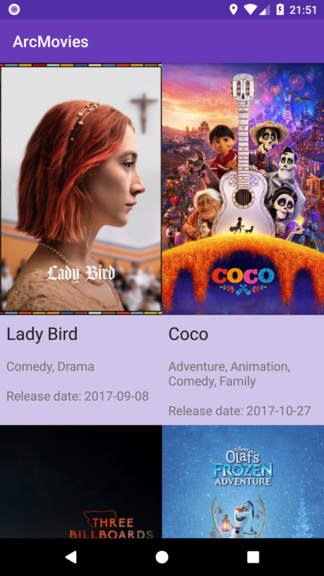 21:51
ArcMovies
Lady Bird
COCO
Lady Bird
Coco
Comedy, Drama
Adventure, Animation,
Comedy, Family
Release date: 2017-09-08
Release date: 2017-10-27
THREE
BILLBOARDS
Disney
OLAF'S
FROZEN
ADVENTURE